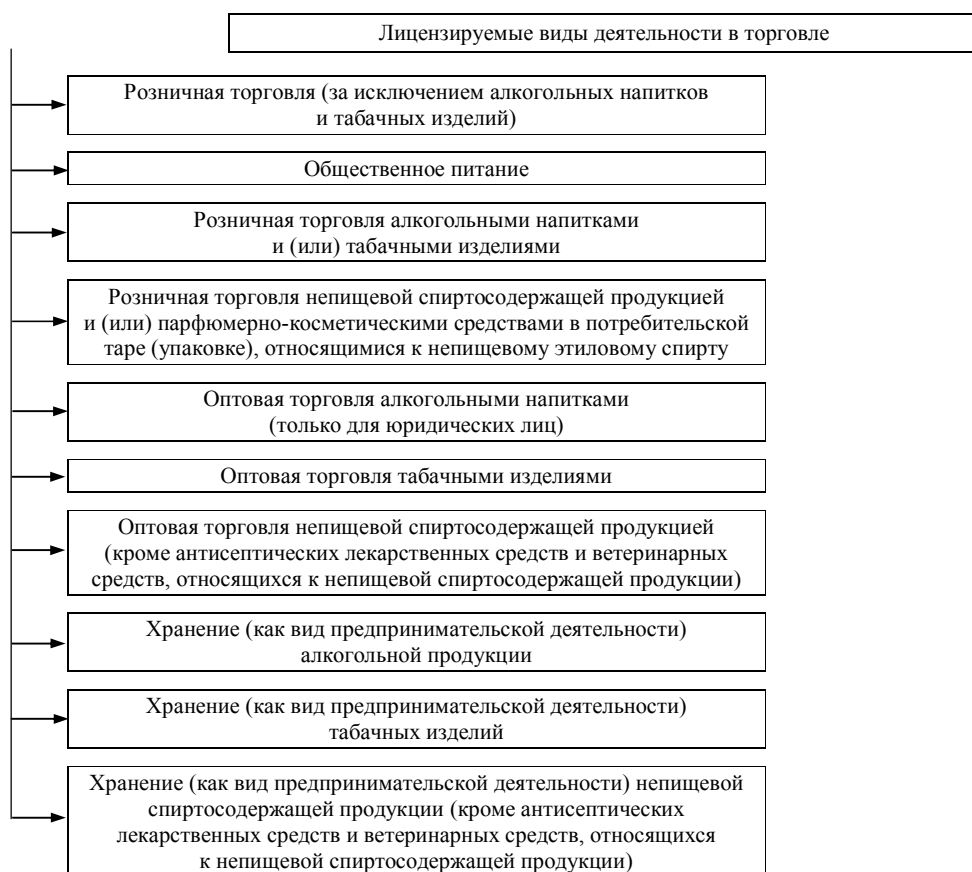 Лицензируемые виды деятельности в торговле
Розничная торговля (за исключением алкогольных напитков
и табачных изделий)
Общественное питание
Розничная торговля алкогольными напитками
и (или) табачными изделиями
Розничная торговля непищевой спиртосодержащей продукцией
и (или) парфюмерно-косметическими средствами в потребительской
таре (упаковке), относящимися к непищевому этиловому спирту
Оптовая торговля алкогольными напитками
(только для юридических лиц)
Оптовая торговля табачными изделиями
Оптовая торговля непищевой спиртосодержащей продукцией
(кроме антисептических лекарственных средств и ветеринарных
средств, относящихся к непищевой спиртосодержащей продукции)
Хранение (как вид предпринимательской деятельности)
алкогольной продукции
Хранение (как вид предпринимательской деятельности)
табачных изделий
Хранение (как вид предпринимательской деятельности) непищевой
спиртосодержащей продукции (кроме антисептических
лекарственных средств и ветеринарных средств, относящихся
к непищевой спиртосодержащей продукции)